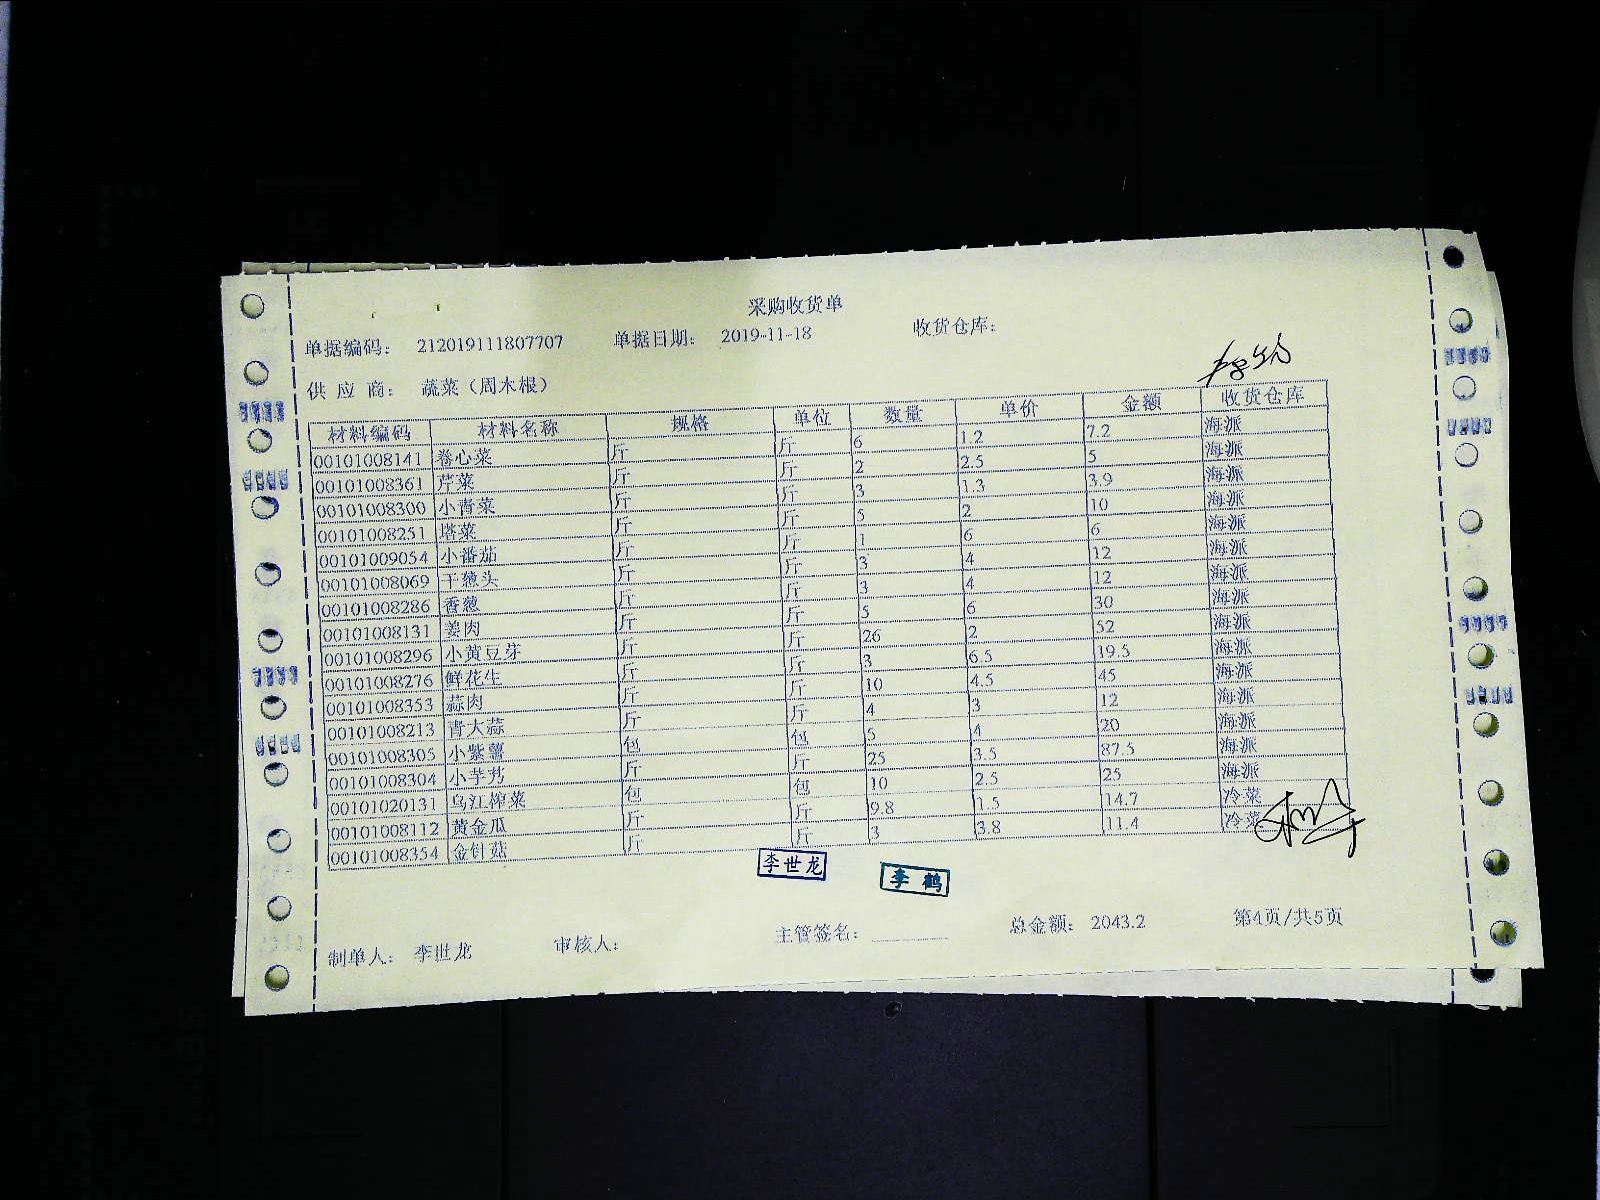 采购收货单
单据编码: 212019111807707 单据日期: 2019-11-18 收货仓库:
供 应 商: 蔬菜(周木根)
材料编码 材料名称 规格 单位 数量 单价 金额 收货仓库
00101008141 卷心菜 斤 斤 6 1.2 7.2 海派
00101008361 芹菜 斤 斤 2 2.5 5 海派
00101008300 小青菜 斤 斤 3 1.3 3.9 海派
00101008251 塔菜 斤 斤 5 2 10 海派
00101009054 小番茄 斤 斤 1 6 6 海派
00101008069 干葱头 斤 斤 3 4 12 海派
00101008286 香葱 斤 斤 3 4 12 海派
00101008131 姜肉 斤 斤 5 6 30 海派
00101008296 小黄豆芽 斤 斤 26 2 52 海派
00101008276 鲜花生 斤 斤 3 6.5 19.5 海派
00101008353 蒜肉 斤 斤 10 4.5 45 海派
00101008213 青大蒜 斤 斤 4 3 12 海派
00101008305 小紫薯 包 包 5 4 20 海派
00101008304 小芋艿 斤 斤 25 3.5 87.5 海派
00101020131 乌江榨菜 包 包 10 2.5 25 海派
00101008112 黄金瓜 斤 斤 9.8 1.5 14.7 冷菜
00101008354 金针菇 斤 斤 3 3.8 11.4 冷菜
李世龙 李鹤
制单人: 李世龙 审核人: 主管签名: 总金额: 2043.2 第4页/共5页